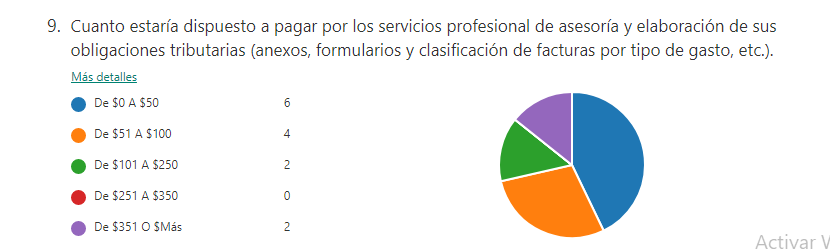 9. Cuanto estaría dispuesto a pagar por los servicios profesional de asesoría y elaboración de sus
obligaciones tributarias (anexos, formularios y clasificación de facturas por tipo de gasto, etc.).
Más detalles
De $0 A $50 6
De $51 A $100 4
De $101 A $250 2
De $251 A $350 0
De $351 O $Más 2
Activar